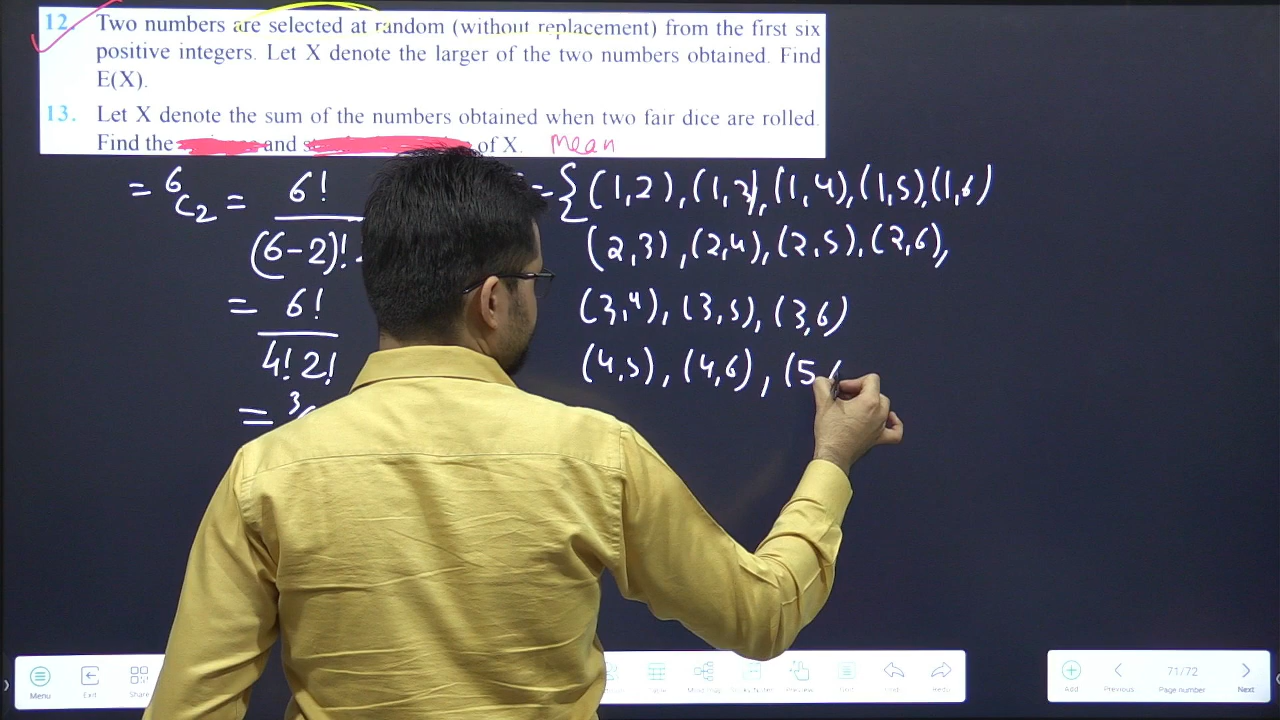 12. Two numbers are selected at random (without replacement) from the first six
positive integers. Let X denote the larger of the two numbers obtained. Find
E(X).
13. Let X denote the sum of the numbers obtained when two fair dice are rolled.
Find the and of X. Mean
= 6C2 = 6!
(6-2)!
= 6!
4! 2!
= 3
= {(1,2), (1,3), (1,4), (1,5) (1,6)
(2,3), (2,4), (2,5), (2,6),
(3,4), (3,5), (3,6)
(4,5), (4,6), (5,
Menu Exit Share Undo Redo
Add Previous 71/72 Page number Next